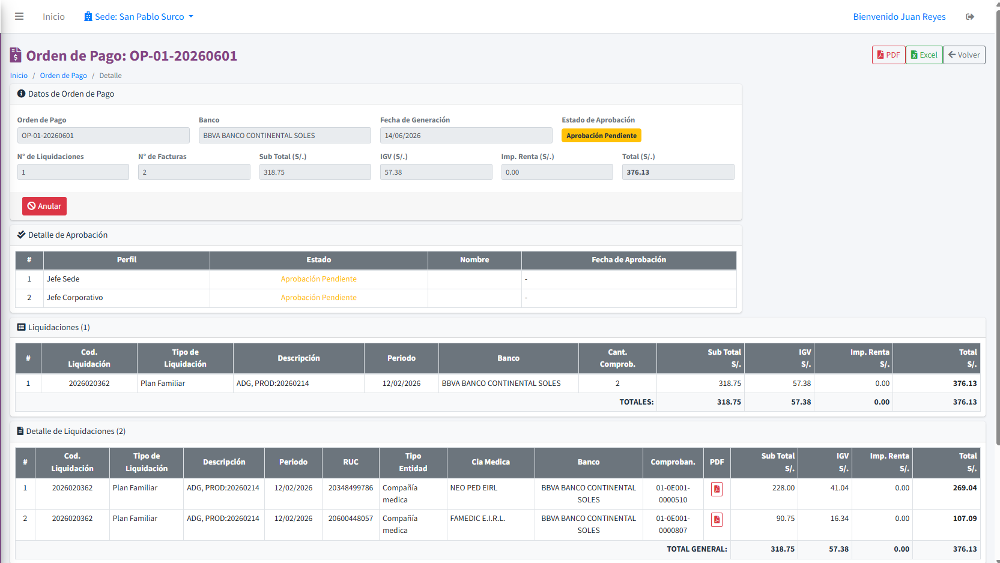 Inicio
Sede: San Pablo Surco
Bienvenido Juan Reyes
Orden de Pago: OP-01-20260601
PDF
Excel
Volver
Inicio / Orden de Pago / Detalle
Datos de Orden de Pago
Orden de Pago Banco Fecha de Generación Estado de Aprobación
OP-01-20260601 BBVA BANCO CONTINENTAL SOLES 14/06/2026 Aprobación Pendiente
N° de Liquidaciones N° de Facturas Sub Total (S/.) IGV (S/.) Imp. Renta (S/.) Total (S/.)
1 2 318.75 57.38 0.00 376.13
Anular
Detalle de Aprobación
# Perfil Estado Nombre Fecha de Aprobación
1 Jefe Sede Aprobación Pendiente -
2 Jefe Corporativo Aprobación Pendiente -
Liquidaciones (1)
# Cod. Liquidación Tipo de Liquidación Descripción Periodo Banco Cant. Comprob. Sub Total S/. IGV S/. Imp. Renta S/. Total S/.
1 2026020362 Plan Familiar ADG, PROD:20260214 12/02/2026 BBVA BANCO CONTINENTAL SOLES 2 318.75 57.38 0.00 376.13
TOTALES: 318.75 57.38 0.00 376.13
Detalle de Liquidaciones (2)
# Cod. Liquidación Tipo de Liquidación Descripción Periodo RUC Tipo Entidad Cia Medica Banco Comproban. PDF Sub Total S/. IGV S/. Imp. Renta S/. Total S/.
1 2026020362 Plan Familiar ADG, PROD:20260214 12/02/2026 20348499786 Compañía medica NEO PED EIRL BBVA BANCO CONTINENTAL SOLES 01-0E001-0000510 228.00 41.04 0.00 269.04
2 2026020362 Plan Familiar ADG, PROD:20260214 12/02/2026 20600448057 Compañía medica FAMEDIC E.I.R.L. BBVA BANCO CONTINENTAL SOLES 01-0E001-0000807 90.75 16.34 0.00 107.09
TOTAL GENERAL: 318.75 57.38 0.00 376.13